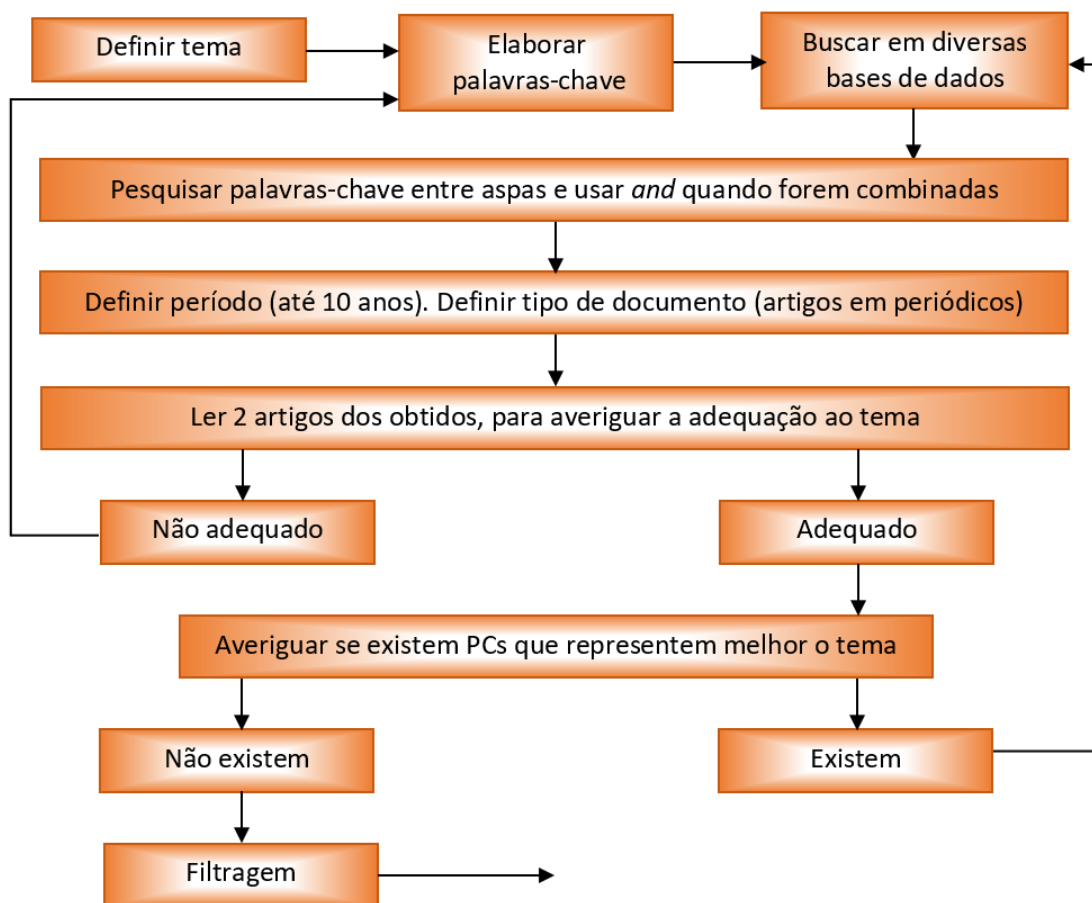 Definir tema
Elaborar
palavras-chave
Buscar em diversas
bases de dados
Pesquisar palavras-chave entre aspas e usar and quando forem combinadas
Definir período (até 10 anos). Definir tipo de documento (artigos em periódicos)
Ler 2 artigos dos obtidos, para averiguar a adequação ao tema
Não adequado
Adequado
Averiguar se existem PCs que representem melhor o tema
Não existem
Existem
Filtragem